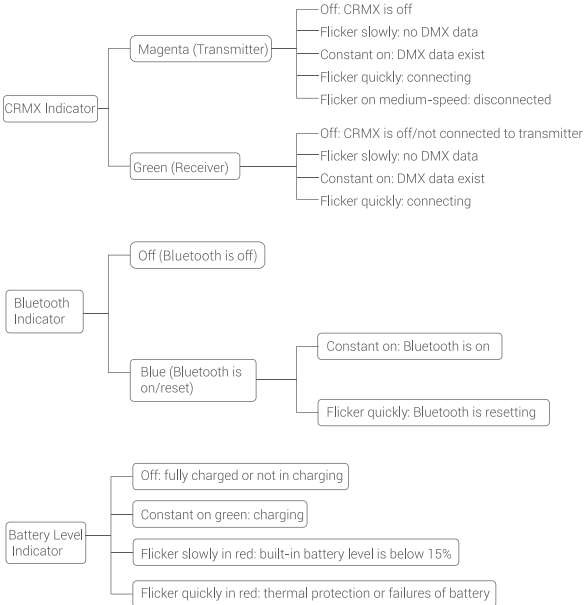 CRMX Indicator
Magenta (Transmitter)
Off: CRMX is off
Flicker slowly: no DMX data
Constant on: DMX data exist
Flicker quickly: connecting
Flicker on medium-speed: disconnected
Green (Receiver)
Off: CRMX is off/not connected to transmitter
Flicker slowly: no DMX data
Constant on: DMX data exist
Flicker quickly: connecting
Bluetooth
Indicator
Off (Bluetooth is off)
Blue (Bluetooth is
on/reset)
Constant on: Bluetooth is on
Flicker quickly: Bluetooth is resetting
Battery Level
Indicator
Off: fully charged or not in charging
Constant on green: charging
Flicker slowly in red: built-in battery level is below 15%
Flicker quickly in red: thermal protection or failures of battery